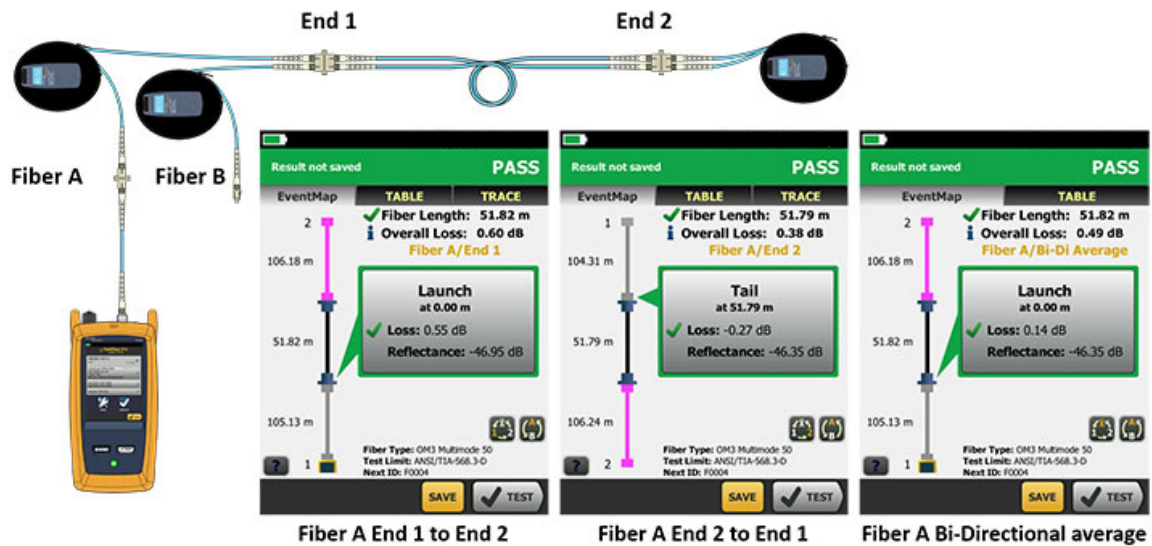 End 1
End 2
Fiber A
Fiber B
Result not saved
PASS
EventMap
TABLE
TRACE
2
Fiber Length: 51.82 m
Overall Loss: 0.60 dB
Fiber A/End 1
106.18 m
Launch
at 0.00 m
Loss: 0.55 dB
Reflectance: -46.95 dB
51.82 m
105.13 m
Fiber Type: OM3 Multimode 50
Test Limit: ANSI/TIA-568.3-D
Next ID: F0004
?
1
SAVE
TEST
Fiber A End 1 to End 2
Result not saved
PASS
EventMap
TABLE
TRACE
1
Fiber Length: 51.79 m
Overall Loss: 0.38 dB
Fiber A/End 2
104.31 m
Tail
at 51.79 m
Loss: -0.27 dB
Reflectance: -46.35 dB
51.79 m
106.24 m
Fiber Type: OM3 Multimode 50
Test Limit: ANSI/TIA-568.3-D
Next ID: F0004
?
2
SAVE
TEST
Fiber A End 2 to End 1
Result not saved
PASS
EventMap
TABLE
2
Fiber Length: 51.82 m
Overall Loss: 0.49 dB
Fiber A/Bi-Di Average
106.18 m
Launch
at 0.00 m
Loss: 0.14 dB
Reflectance: -46.35 dB
51.82 m
105.13 m
Fiber Type: OM3 Multimode 50
Test Limit: ANSI/TIA-568.3-D
Next ID: F0004
?
1
SAVE
TEST
Fiber A Bi-Directional average